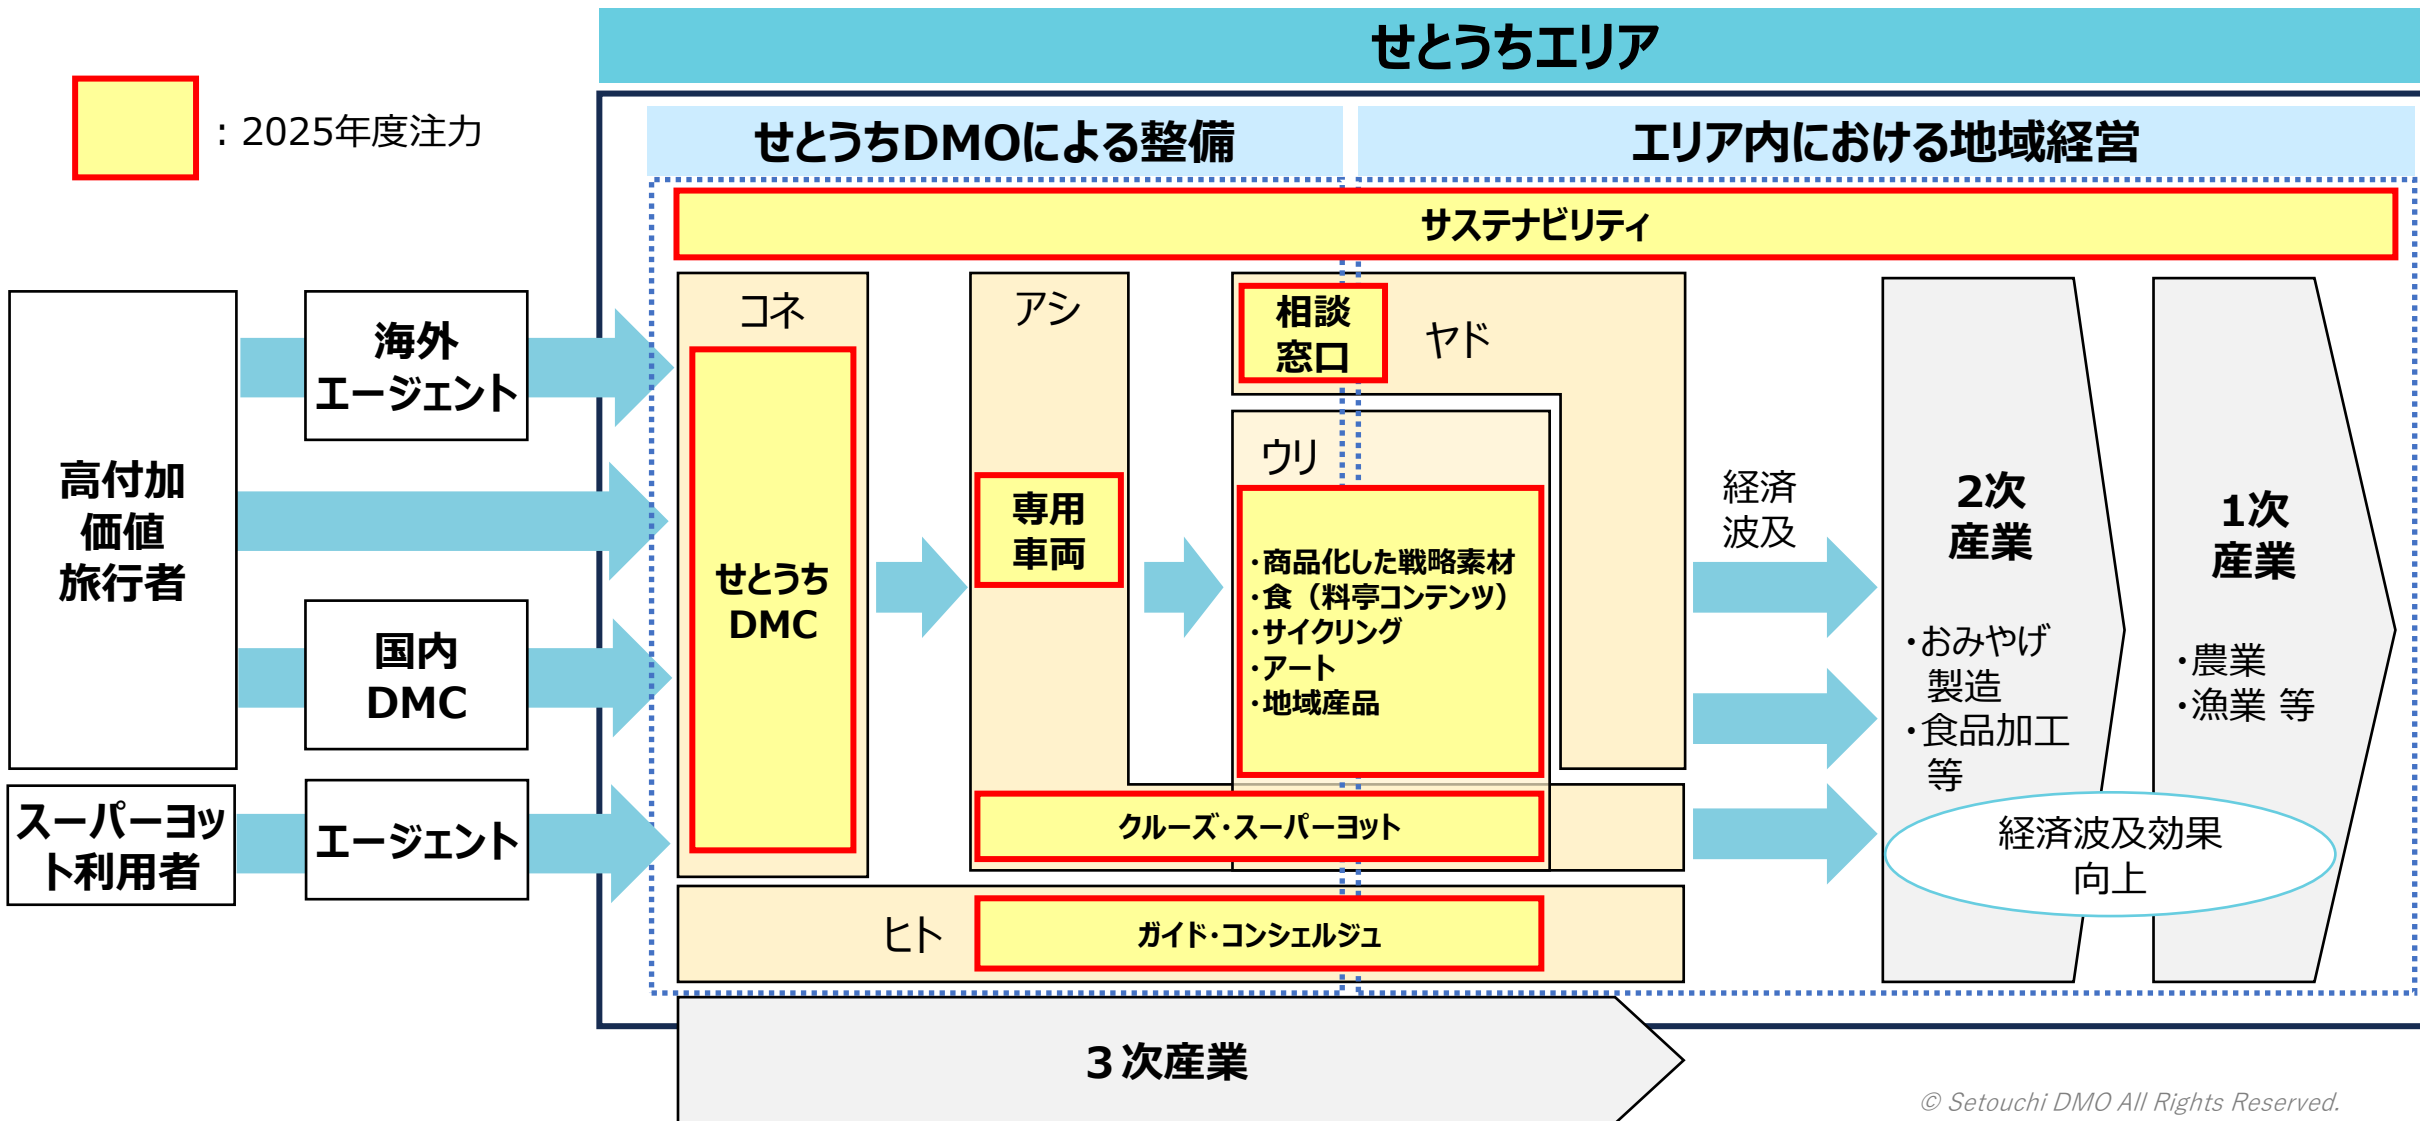 せとうちエリア
：2025年度注力
せとうちDMOによる整備
エリア内における地域経営
サステナビリティ
高付加
価値
旅行者
スーパーヨッ
ト利用者
海外
エージェント
国内
DMC
エージェント
コネ
せとうち
DMC
アシ
専用
車両
相談
窓口
ヤド
ウリ
・商品化した戦略素材
・食（料亭コンテンツ）
・サイクリング
・アート
・地域産品
クルーズ・スーパーヨット
ヒト
ガイド・コンシェルジュ
経済
波及
2次
産業
・おみやげ
製造
・食品加工
等
1次
産業
・農業
・漁業 等
経済波及効果
向上
３次産業
© Setouchi DMO All Rights Reserved.